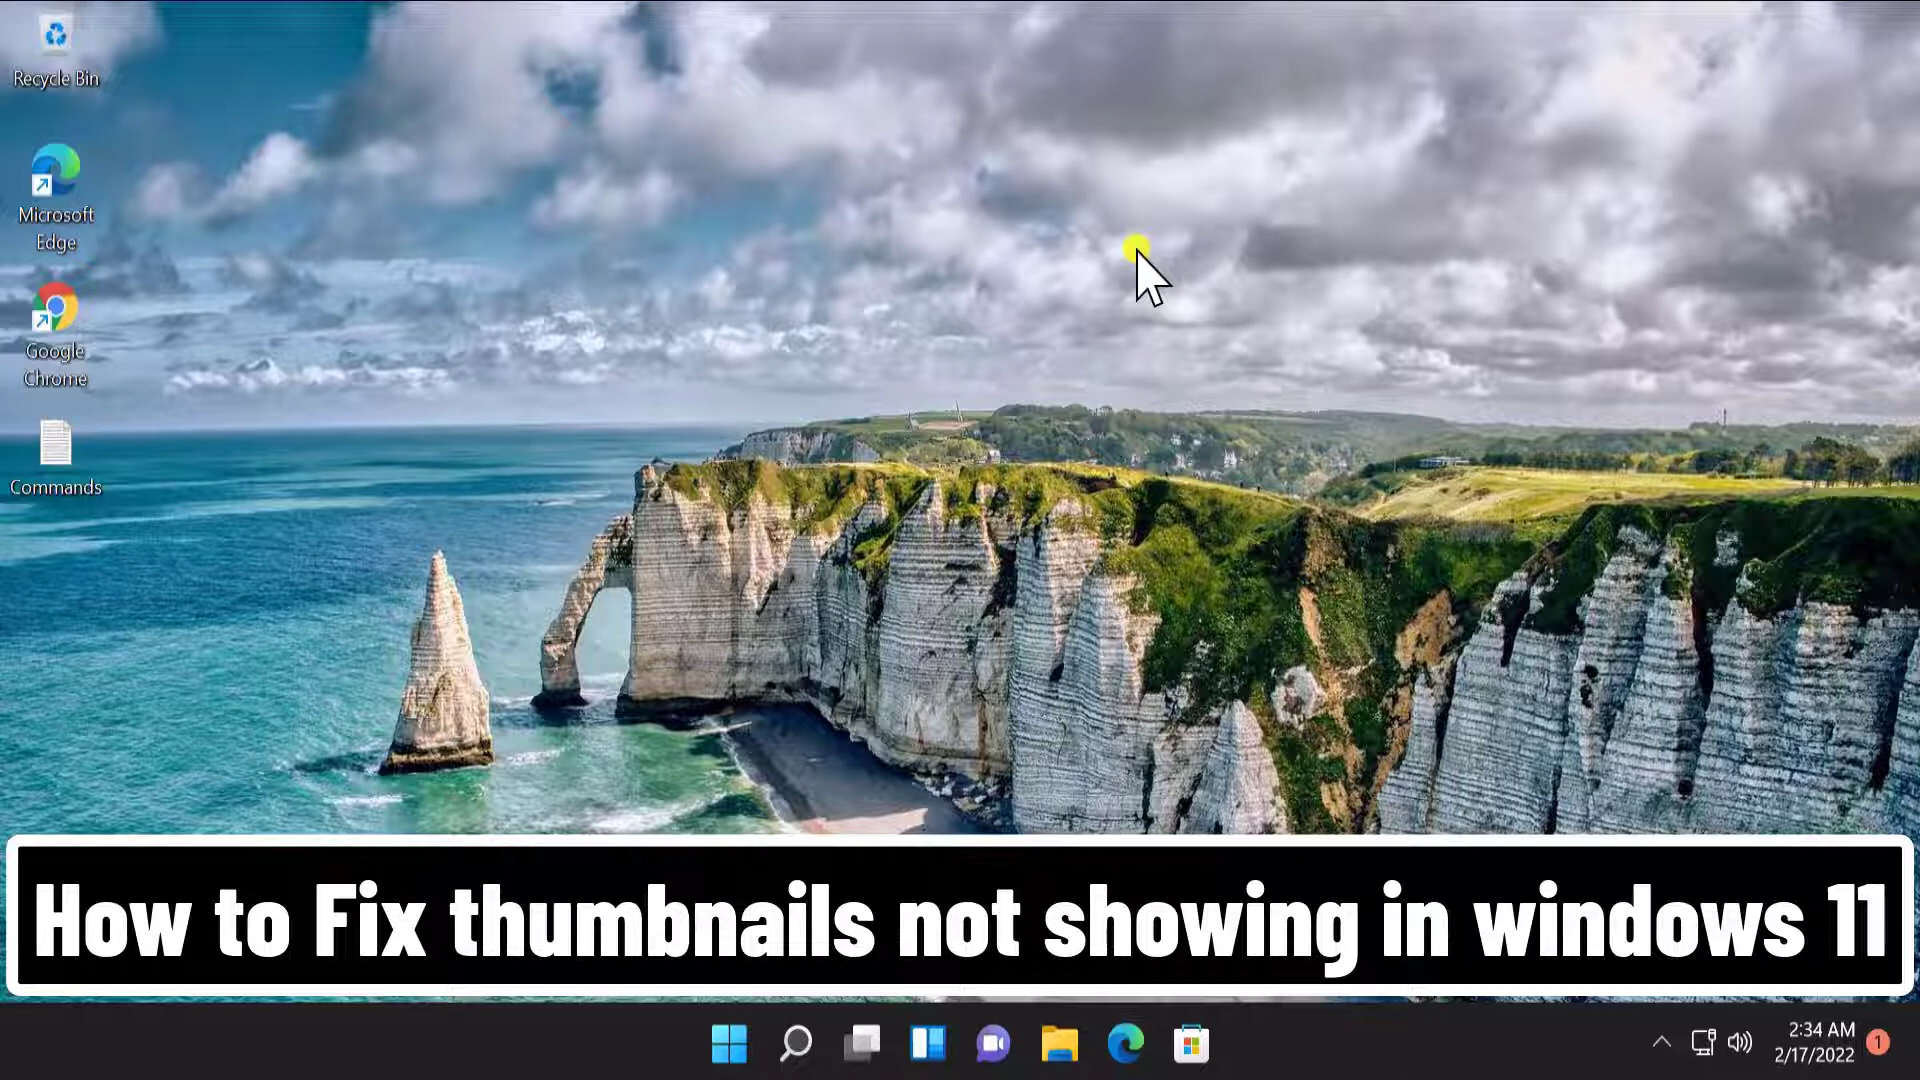 Recycle Bin
Microsoft
Edge
Google
Chrome
Commands
How to Fix thumbnails not showing in windows 11
2:34 AM
2/17/2022
1